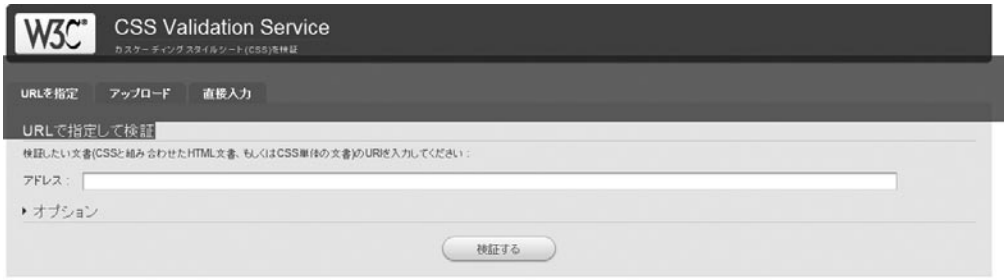 W3C®
CSS Validation Service
カスケーディングスタイルシート(CSS)を検証
URLを指定 アップロード 直接入力
URLで指定して検証
検証したい文書(CSSと組み合わせたHTML文書、もしくはCSS単体の文書)のURIを入力してください :
アドレス :
オプション
検証する